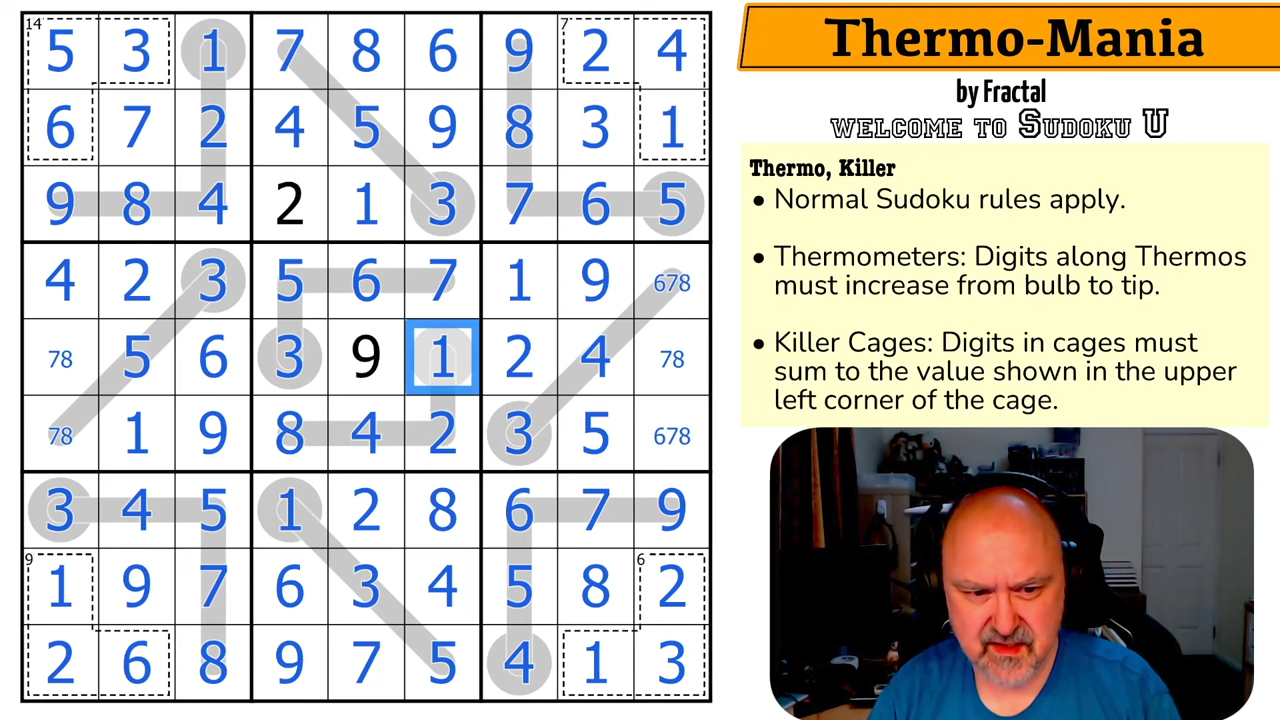 Thermo-Mania
by Fractal
WELCOME TO SUDOKU U
Thermo, Killer
• Normal Sudoku rules apply.
• Thermometers: Digits along Thermos
must increase from bulb to tip.
• Killer Cages: Digits in cages must
sum to the value shown in the upper
left corner of the cage.
14 7
5 3 1 7 8 6 9 2 4
6 7 2 4 5 9 8 3 1
9 8 4 2 1 3 7 6 5
4 2 3 5 6 7 1 9 678
78 5 6 3 9 1 2 4 78
78 1 9 8 4 2 3 5 678
3 4 5 1 2 8 6 7 9
9 6
1 9 7 6 3 4 5 8 2
2 6 8 9 7 5 4 1 3